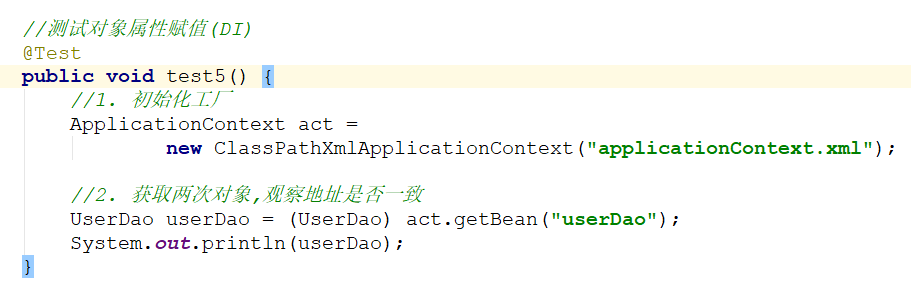 //测试对象属性赋值(DI)
@Test
public void test5() {
//1. 初始化工厂
ApplicationContext act =
new ClassPathXmlApplicationContext("applicationContext.xml");
//2. 获取两次对象,观察地址是否一致
UserDao userDao = (UserDao) act.getBean("userDao");
System.out.println(userDao);
}